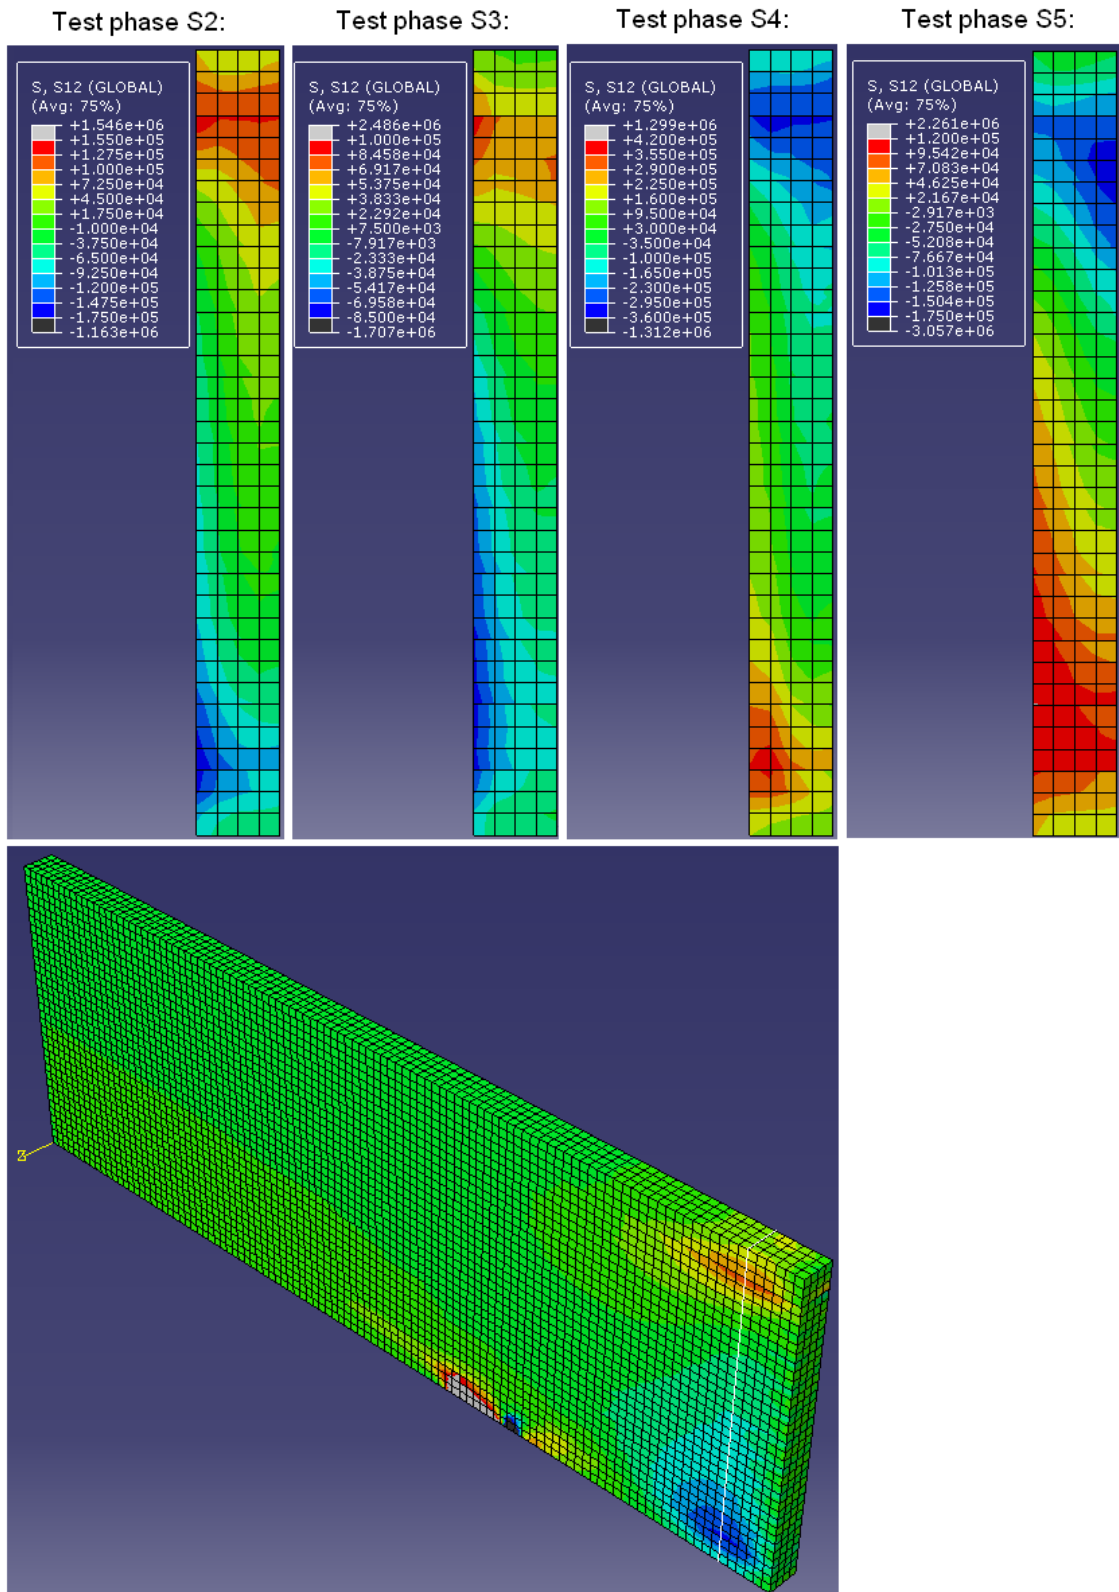 Test phase S2:
Test phase S3:
Test phase S4:
Test phase S5:
S, S12 (GLOBAL)
(Avg: 75%)
+1.546e+06
+1.550e+05
+1.275e+05
+1.000e+05
+7.250e+04
+4.500e+04
+1.750e+04
-1.000e+04
-3.750e+04
-6.500e+04
-9.250e+04
-1.200e+05
-1.475e+05
-1.750e+05
-1.163e+06
S, S12 (GLOBAL)
(Avg: 75%)
+2.486e+06
+1.000e+05
+8.458e+04
+6.917e+04
+5.375e+04
+3.833e+04
+2.292e+04
+7.500e+03
-7.917e+03
-2.333e+04
-3.875e+04
-5.417e+04
-6.958e+04
-8.500e+04
-1.707e+06
S, S12 (GLOBAL)
(Avg: 75%)
+1.299e+06
+4.200e+05
+3.550e+05
+2.900e+05
+2.250e+05
+1.600e+05
+9.500e+04
+3.000e+04
-3.500e+04
-1.000e+05
-1.650e+05
-2.300e+05
-2.950e+05
-3.600e+05
-1.312e+06
S, S12 (GLOBAL)
(Avg: 75%)
+2.261e+06
+1.200e+05
+9.542e+04
+7.083e+04
+4.625e+04
+2.167e+04
-2.917e+03
-2.750e+04
-5.208e+04
-7.667e+04
-1.013e+05
-1.258e+05
-1.504e+05
-1.750e+05
-3.057e+06
Z